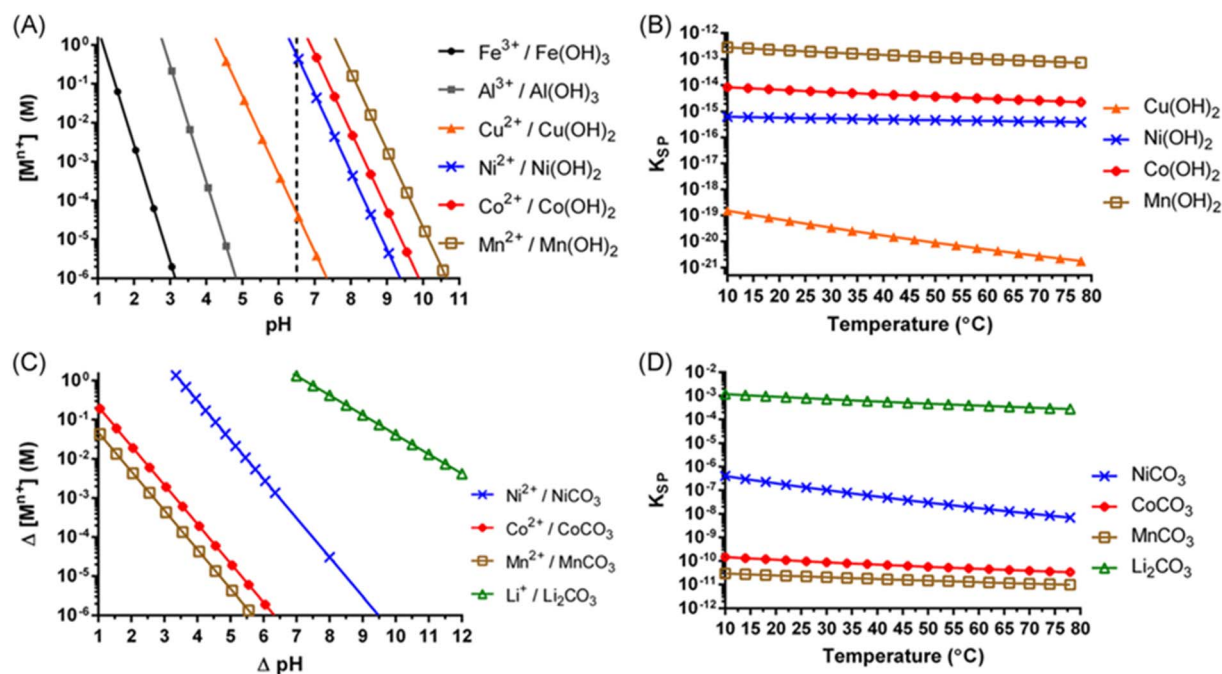 (A)
[Mⁿ⁺] (M)
10⁰
10⁻¹
10⁻²
10⁻³
10⁻⁴
10⁻⁵
10⁻⁶
1 2 3 4 5 6 7 8 9 10 11
pH
Fe³⁺ / Fe(OH)₃
Al³⁺ / Al(OH)₃
Cu²⁺ / Cu(OH)₂
Ni²⁺ / Ni(OH)₂
Co²⁺ / Co(OH)₂
Mn²⁺ / Mn(OH)₂
(B)
K_SP
10⁻¹²
10⁻¹³
10⁻¹⁴
10⁻¹⁵
10⁻¹⁶
10⁻¹⁷
10⁻¹⁸
10⁻¹⁹
10⁻²⁰
10⁻²¹
10 15 20 25 30 35 40 45 50 55 60 65 70 75 80
Temperature (°C)
Cu(OH)₂
Ni(OH)₂
Co(OH)₂
Mn(OH)₂
(C)
Δ [Mⁿ⁺] (M)
10⁰
10⁻¹
10⁻²
10⁻³
10⁻⁴
10⁻⁵
10⁻⁶
1 2 3 4 5 6 7 8 9 10 11 12
Δ pH
Ni²⁺ / NiCO₃
Co²⁺ / CoCO₃
Mn²⁺ / MnCO₃
Li⁺ / Li₂CO₃
(D)
K_SP
10⁻²
10⁻³
10⁻⁴
10⁻⁵
10⁻⁶
10⁻⁷
10⁻⁸
10⁻⁹
10⁻¹⁰
10⁻¹¹
10⁻¹²
10 15 20 25 30 35 40 45 50 55 60 65 70 75 80
Temperature (°C)
NiCO₃
CoCO₃
MnCO₃
Li₂CO₃